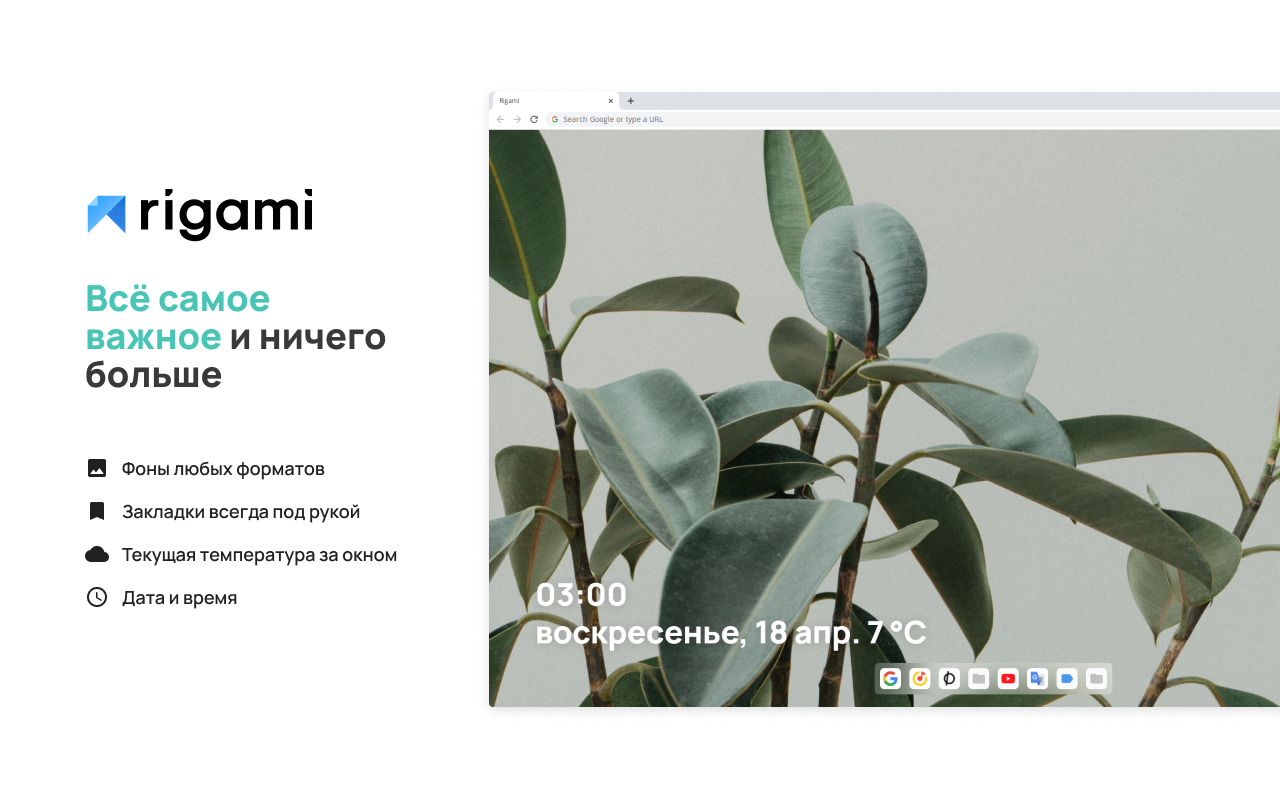 rigami
Всё самое
важное и ничего
больше
Фоны любых форматов
Закладки всегда под рукой
Текущая температура за окном
Дата и время
Rigami
Search Google or type a URL
03:00
воскресенье, 18 апр. 7 °C